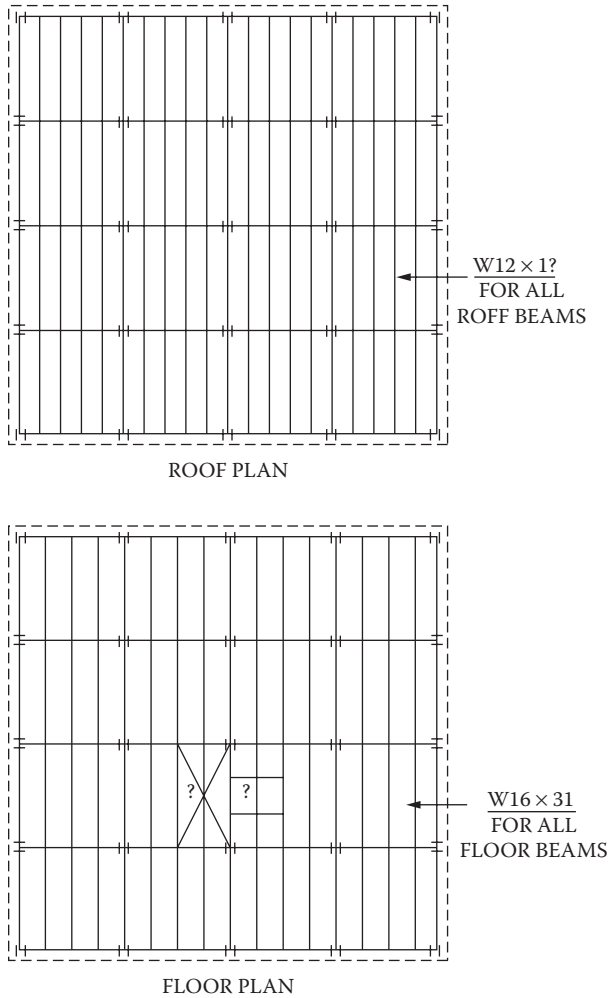 W12 × 1?
FOR ALL
ROFF BEAMS
ROOF PLAN
? ?
W16 × 31
FOR ALL
FLOOR BEAMS
FLOOR PLAN